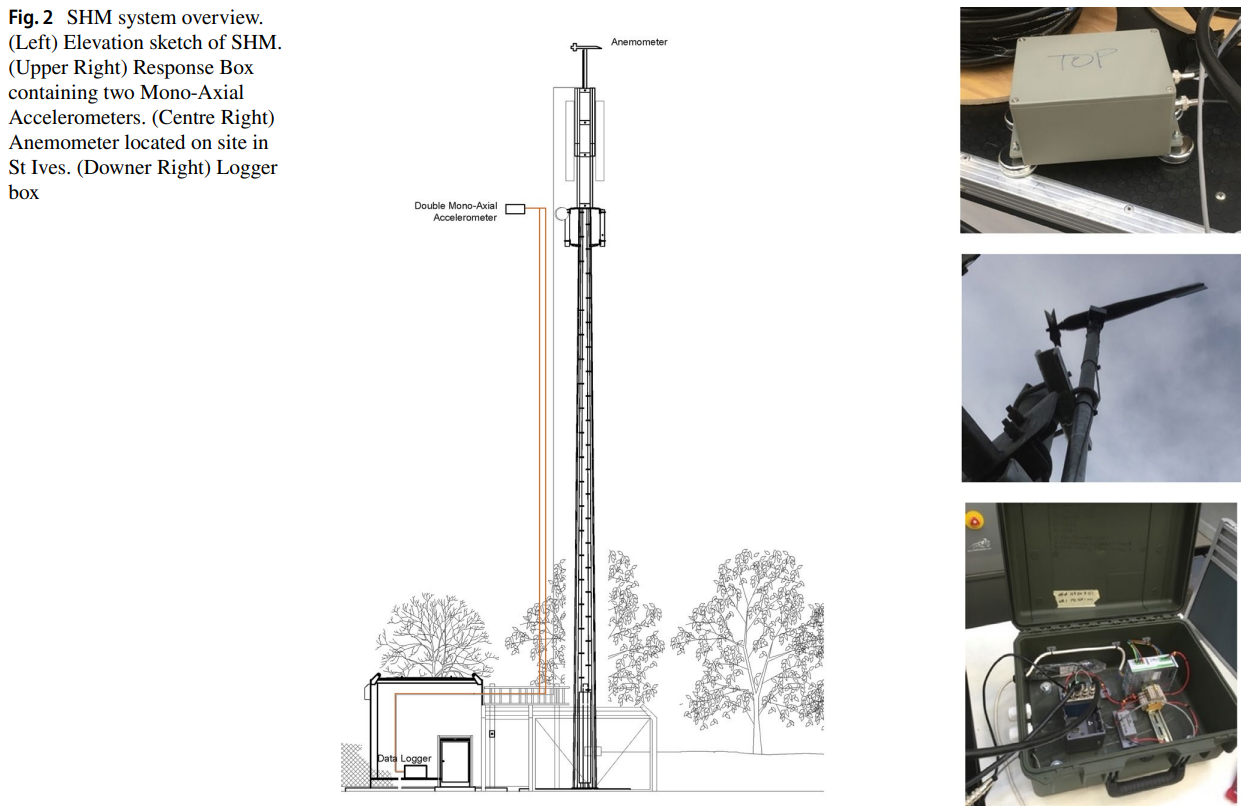 Fig. 2 SHM system overview.
(Left) Elevation sketch of SHM.
(Upper Right) Response Box
containing two Mono-Axial
Accelerometers. (Centre Right)
Anemometer located on site in
St Ives. (Downer Right) Logger
box
Anemometer
Double Mono-Axial
Accelerometer
Data Logger
TOP